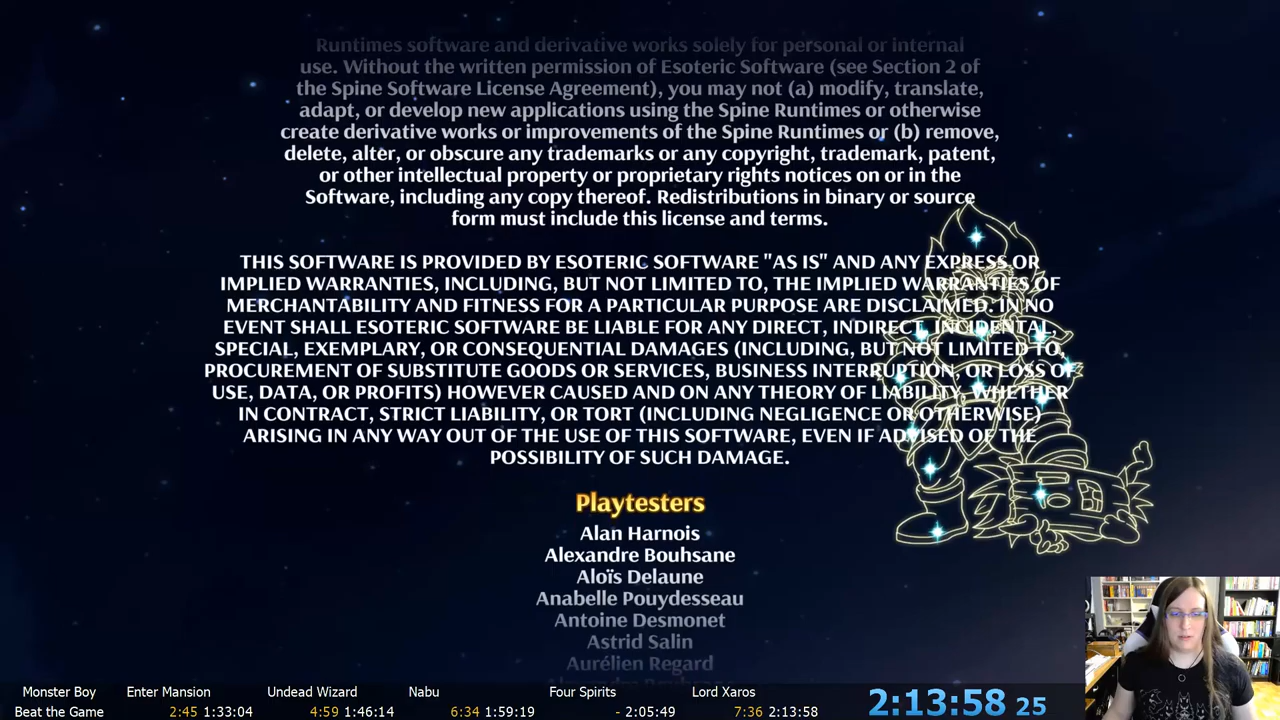 Runtimes software and derivative works solely for personal or internal
use. Without the written permission of Esoteric Software (see Section 2 of
the Spine Software License Agreement), you may not (a) modify, translate,
adapt, or develop new applications using the Spine Runtimes or otherwise
create derivative works or improvements of the Spine Runtimes or (b) remove,
delete, alter, or obscure any trademarks or any copyright, trademark, patent,
or other intellectual property or proprietary rights notices on or in the
Software, including any copy thereof. Redistributions in binary or source
form must include this license and terms.
THIS SOFTWARE IS PROVIDED BY ESOTERIC SOFTWARE "AS IS" AND ANY EXPRESS OR
IMPLIED WARRANTIES, INCLUDING, BUT NOT LIMITED TO, THE IMPLIED WARRANTIES OF
MERCHANTABILITY AND FITNESS FOR A PARTICULAR PURPOSE ARE DISCLAIMED. IN NO
EVENT SHALL ESOTERIC SOFTWARE BE LIABLE FOR ANY DIRECT, INDIRECT, INCIDENTAL,
SPECIAL, EXEMPLARY, OR CONSEQUENTIAL DAMAGES (INCLUDING, BUT NOT LIMITED TO,
PROCUREMENT OF SUBSTITUTE GOODS OR SERVICES, BUSINESS INTERRUPTION, OR LOSS OF
USE, DATA, OR PROFITS) HOWEVER CAUSED AND ON ANY THEORY OF LIABILITY, WHETHER
IN CONTRACT, STRICT LIABILITY, OR TORT (INCLUDING NEGLIGENCE OR OTHERWISE)
ARISING IN ANY WAY OUT OF THE USE OF THIS SOFTWARE, EVEN IF ADVISED OF THE
POSSIBILITY OF SUCH DAMAGE.
Playtesters
Alan Harnois
Alexandre Bouhsane
Aloïs Delaune
Anabelle Pouydesseau
Antoine Desmonet
Astrid Salin
Aurélien Regard
Monster Boy Enter Mansion Undead Wizard Nabu Four Spirits Lord Xaros
Beat the Game 2:45 1:33:04 4:59 1:46:14 6:34 1:59:19 - 2:05:49 7:36 2:13:58 2:13:58 25